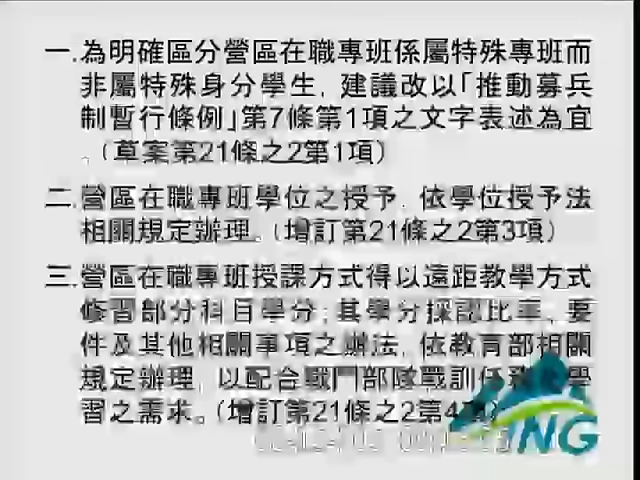 一.為明確區分營區在職專班係屬特殊專班而
非屬特殊身分學生，建議改以「推動募兵
制暫行條例」第7條第1項之文字表述為宜
。（草案第21條之2第1項）
二.營區在職專班學位之授予，依學位授予法
相關規定辦理。（增訂第21條之2第3項）
三.營區在職專班授課方式得以遠距教學方式
修習部分科目學分；其學分採認比率、要
件及其他相關事項之辦法，依教育部相關
規定辦理，以配合戰鬥部隊戰訓任 學
習之需求。（增訂第21條之2第4項）
NG